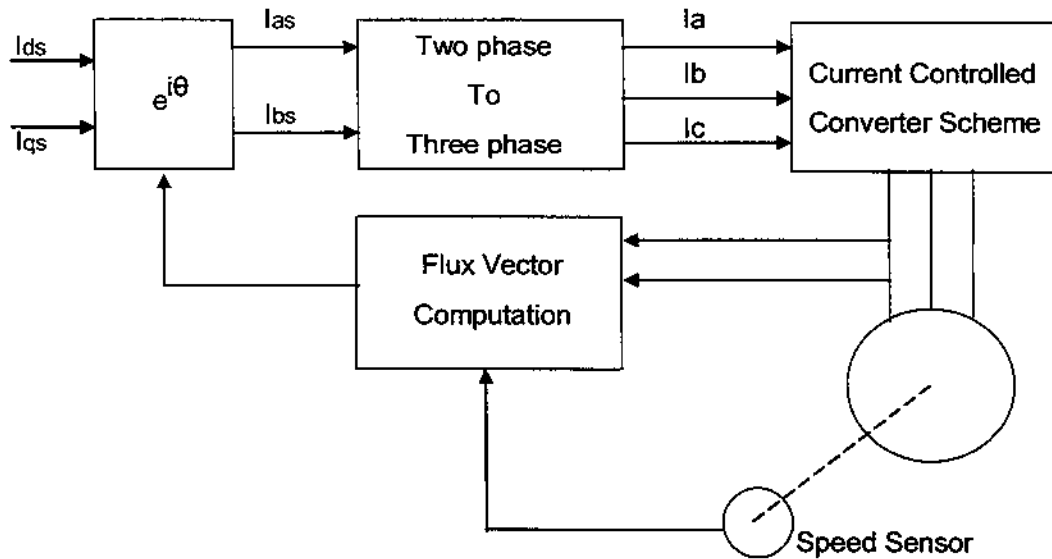 Ids
Iqs
e^iθ
Ias
Ibs
Two phase
To
Three phase
Ia
Ib
Ic
Current Controlled
Converter Scheme
Flux Vector
Computation
Speed Sensor